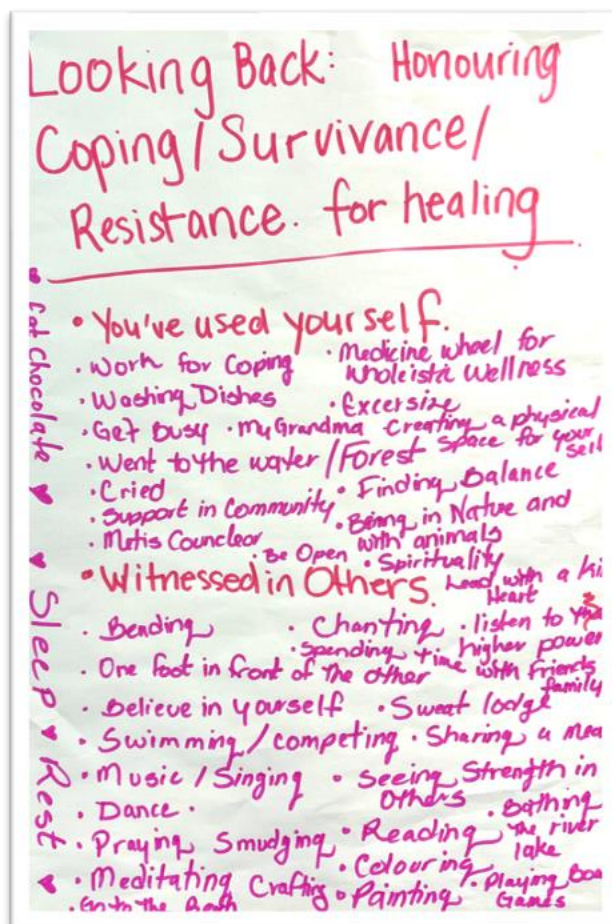 Looking Back: Honouring
Coping/Survivance/
Resistance. for healing
• You've used yourself.
• Work for Coping • Medicine wheel for
wholeistic wellness
• Washing Dishes • Excersize
• Get Busy • My Grandma Creating a physical
Space for your self
• Went to the water/Forest
• Cried • Finding Balance
• Support in Community • Being in Nature and
with animals
• Metis Counclear
• Be Open • Spirituality
• Witnessed in Others. Lead with a
Heart
• Beading • Chanting • listen to
higher power
• Spending time with friends
family
• One foot in front of the other
• Believe in yourself • Sweat lodge
• Swimming/competing • Sharing a
• Music/Singing • Seeing Strength in
Others
• Dance • • Bathing
the river
lake
• Praying Smudging • Reading
• Colouring
• Meditating Crafting • Painting • Playing
Games
♥ Eat Chocolate ♥ ♥ Sleep ♥ Rest ♥